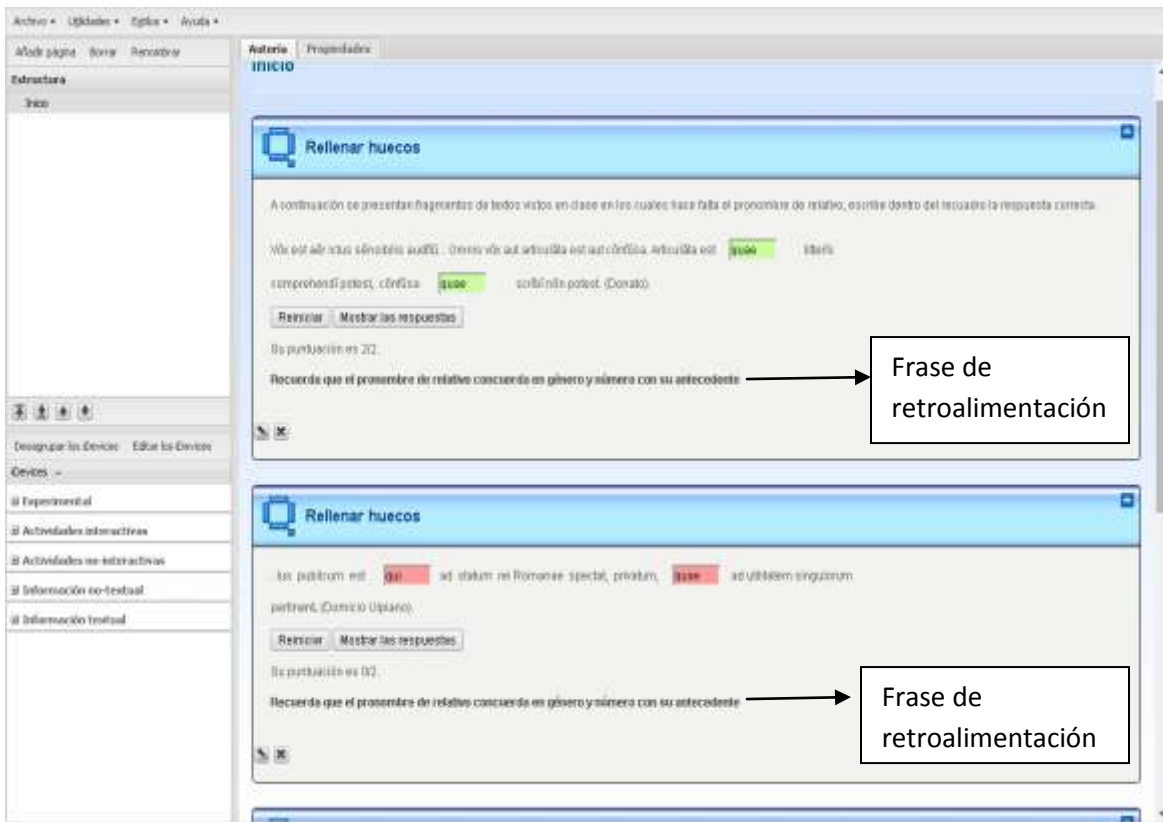 Archivo Utilidades Estilos Ayuda
Añadir página Borrar Renombrar
Autoría Propiedades
Estructura
Inicio
Inicio
Rellenar huecos
A continuación se presentan fragmentos de textos vistos en clase en los cuales hace falta el pronombre de relativo, escribe dentro del recuadro la respuesta correcta.
Vōx est aēr ictus sēnsibilis audītū... Omnis vōx aut articulāta est aut cōnfūsa. Articulāta est quae litterīs
comprehendī potest, cōnfūsa quae scrībī nōn potest. (Donato).
Reiniciar Mostrar las respuestas
Su puntuación es 2/2.
Recuerda que el pronombre de relativo concuerda en género y número con su antecedente
Frase de
retroalimentación
Desagrupar los iDevices Editar los iDevices
iDevices
Experimental
Actividades interactivas
Actividades no-interactivas
Información no-textual
Información textual
Rellenar huecos
Ius publicum est qui ad statum rei Romanae spectat, privatum, quae ad utilitatem singulorum
pertinent. (Domicio Ulpiano).
Reiniciar Mostrar las respuestas
Su puntuación es 0/2.
Recuerda que el pronombre de relativo concuerda en género y número con su antecedente
Frase de
retroalimentación